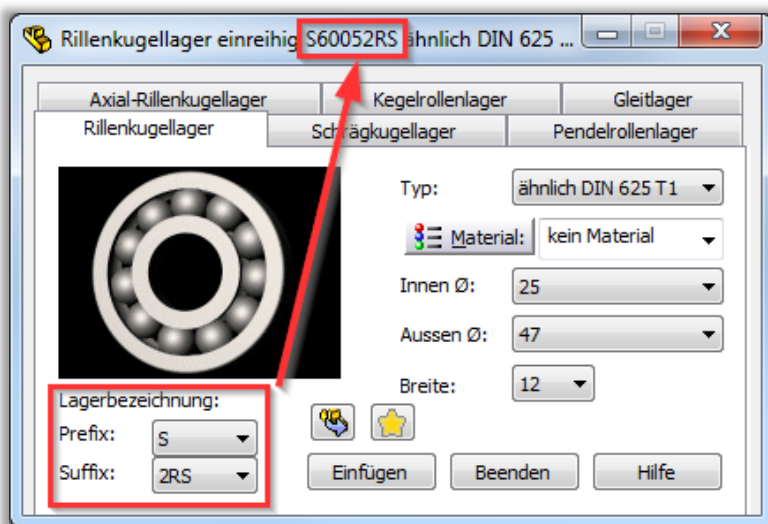 Rillenkugellager einreihig S60052RS ähnlich DIN 625 ...
Axial-Rillenkugellager Kegelrollenlager Gleitlager
Rillenkugellager Schrägkugellager Pendelrollenlager
Typ: ähnlich DIN 625 T1
Material: kein Material
Innen Ø: 25
Aussen Ø: 47
Breite: 12
Lagerbezeichnung:
Prefix: S
Suffix: 2RS
Einfügen Beenden Hilfe